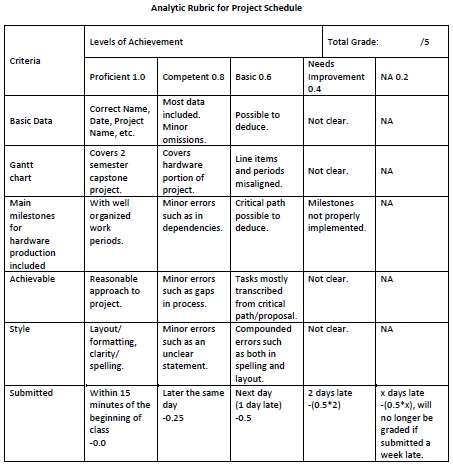 Analytic Rubric for Project Schedule
Criteria
Levels of Achievement
Total Grade: /5
Proficient 1.0
Competent 0.8
Basic 0.6
Needs
Improvement
0.4
NA 0.2
Basic Data
Correct Name,
Date, Project
Name, etc.
Most data
included.
Minor
omissions.
Possible to
deduce.
Not clear.
NA
Gantt
chart
Covers 2
semester
capstone
project.
Covers
hardware
portion of
project.
Line items
and periods
misaligned.
Not clear.
NA
Main
milestones
for
hardware
production
included
With well
organized
work
periods.
Minor errors
such as in
dependencies.
Critical path
possible to
deduce.
Milestones
not properly
implemented.
NA
Achievable
Reasonable
approach to
project.
Minor errors
such as gaps
in process.
Tasks mostly
transcribed
from critical
path/proposal.
Not clear.
NA
Style
Layout/
formatting,
clarity/
spelling.
Minor errors
such as an
unclear
statement.
Compounded
errors such
as both in
spelling and
layout.
Not clear.
NA
Submitted
Within 15
minutes of the
beginning of
class
-0.0
Later the same
day
-0.25
Next day
(1 day late)
-0.5
2 days late
-(0.5*2)
x days late
-(0.5*x), will
no longer be
graded if
submitted a
week late.